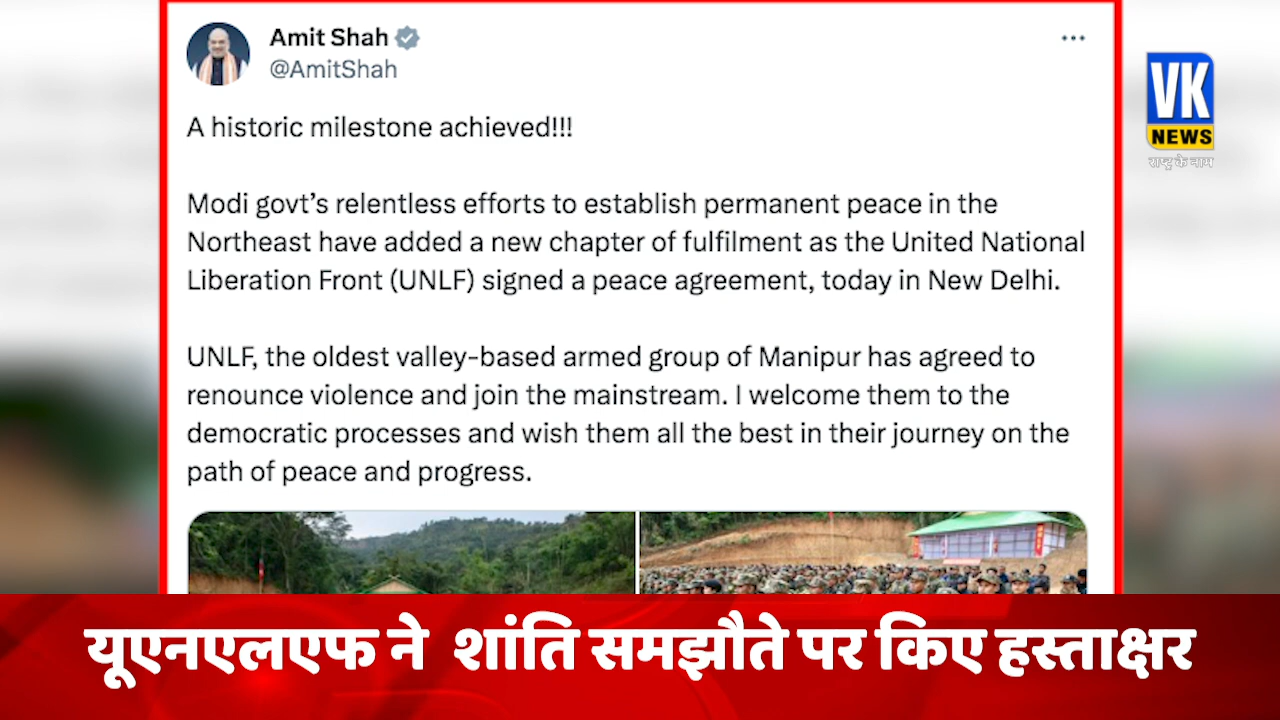 Amit Shah
@AmitShah
A historic milestone achieved!!!
Modi govt’s relentless efforts to establish permanent peace in the
Northeast have added a new chapter of fulfilment as the United National
Liberation Front (UNLF) signed a peace agreement, today in New Delhi.
UNLF, the oldest valley-based armed group of Manipur has agreed to
renounce violence and join the mainstream. I welcome them to the
democratic processes and wish them all the best in their journey on the
path of peace and progress.
VK
NEWS
राष्ट्र के नाम
यूएनएलएफ ने शांति समझौते पर किए हस्ताक्षर